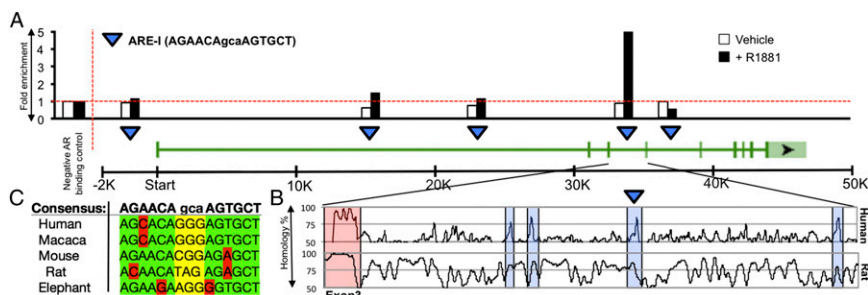 A
ARE-I (AGAACAgcaAGTGCT)
Vehicle
+ R1881
Fold enrichment
5
4
3
2
1
0
Negative AR
binding control
-2K
Start
10K
20K
30K
40K
50K
C
Consensus: AGAACA gca AGTGCT
Human AGCACAGGGAGTGCT
Macaca AGCACAGGGAGTGCT
Mouse AGAACACGGAGAGCT
Rat ACAACATAG AGAGCT
Elephant AGAAGAAGGGGTGCT
B
Homology %
100
75
50
100
75
50
Human
Rat
Exon3